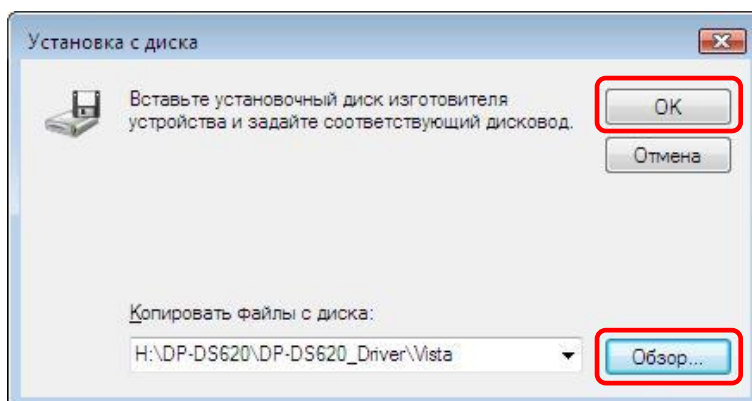 Установка с диска
Вставьте установочный диск изготовителя
устройства и задайте соответствующий дисковод.
OK
Отмена
Копировать файлы с диска:
H:\DP-DS620\DP-DS620_Driver\Vista
Обзор...